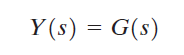 Y(s) = G(s)